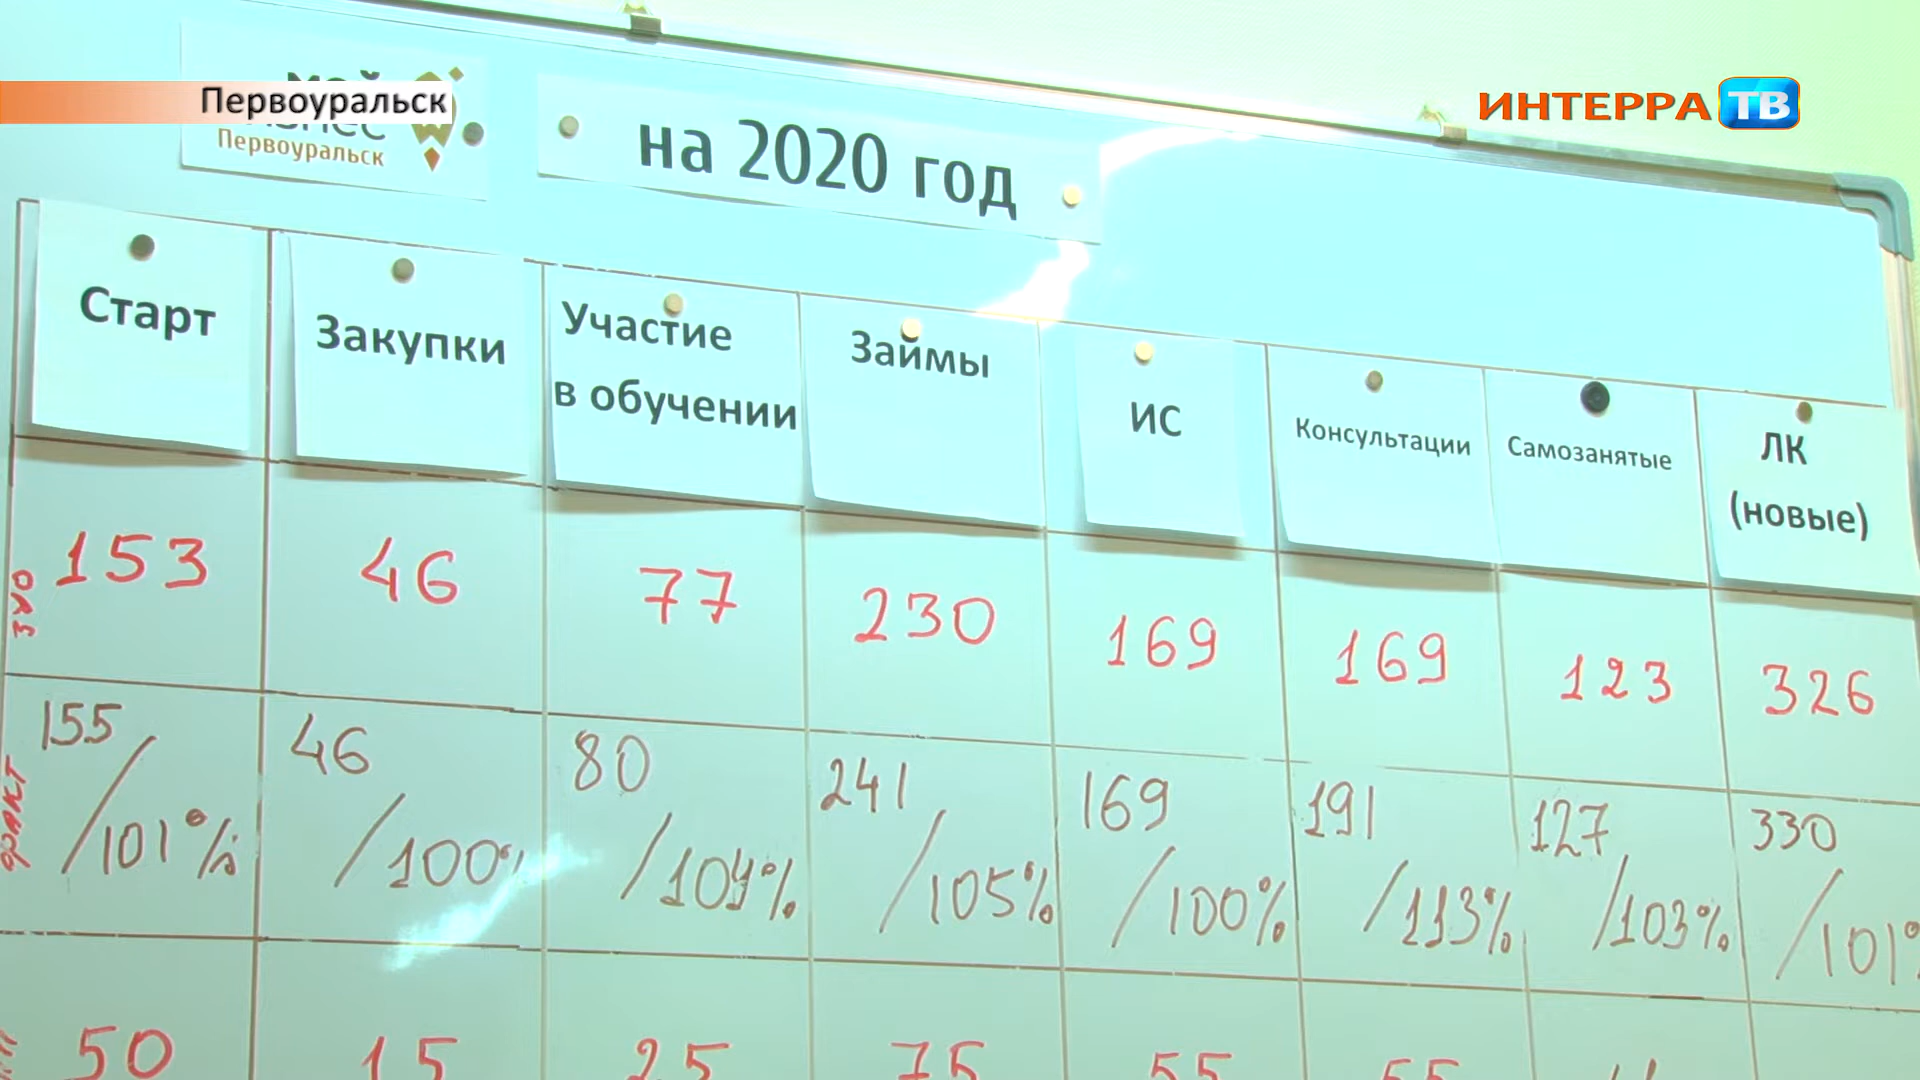 Первоуральск
ИНТЕРРА ТВ
Первоуральск
на 2020 год
Старт
Закупки
Участие
в обучении
Займы
ИС
Консультации
Самозанятые
ЛК
(новые)
153 46 77 230 169 169 123 326
факт
155 46 80 241 169 191 127 330
/101% /100% /104% /105% /100% /113% /103% /101%
50 15 25 75 55 55